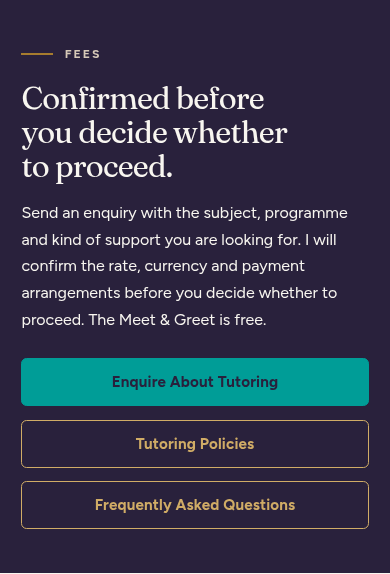 FEES
Confirmed before
you decide whether
to proceed.
Send an enquiry with the subject, programme
and kind of support you are looking for. I will
confirm the rate, currency and payment
arrangements before you decide whether to
proceed. The Meet & Greet is free.
Enquire About Tutoring
Tutoring Policies
Frequently Asked Questions